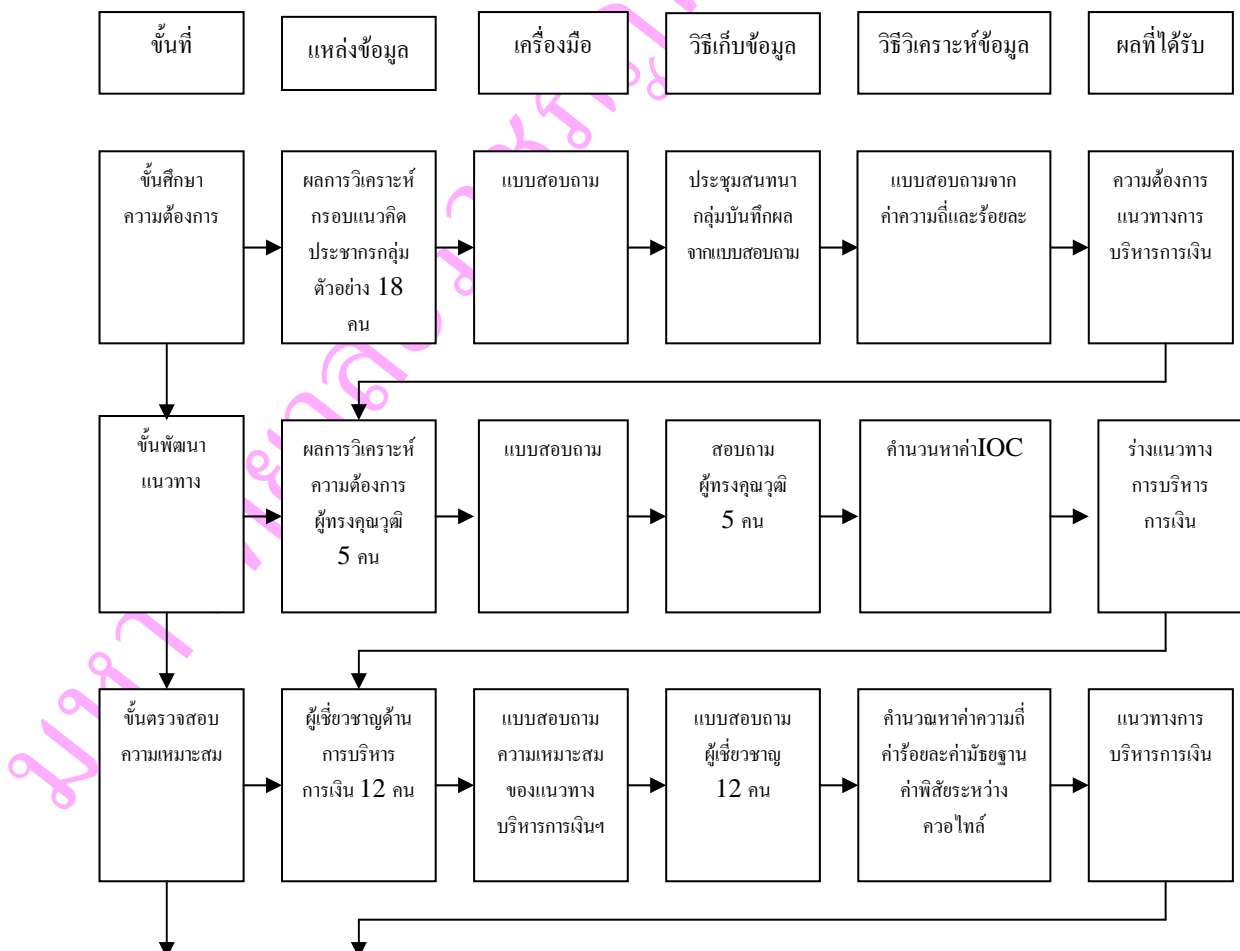 ขั้นที่
แหล่งข้อมูล
เครื่องมือ
วิธีเก็บข้อมูล
วิธีวิเคราะห์ข้อมูล
ผลที่ได้รับ
ขั้นศึกษา
ความต้องการ
ผลการวิเคราะห์
กรอบแนวคิด
ประชากรกลุ่ม
ตัวอย่าง 18
คน
แบบสอบถาม
ประชุมสนทนา
กลุ่มบันทึกผล
จากแบบสอบถาม
แบบสอบถามจาก
ค่าความถี่และร้อยละ
ความต้องการ
แนวทางการ
บริหารการเงิน
ขั้นพัฒนา
แนวทาง
ผลการวิเคราะห์
ความต้องการ
ผู้ทรงคุณวุฒิ
5 คน
แบบสอบถาม
สอบถาม
ผู้ทรงคุณวุฒิ
5 คน
คำนวนหาค่าIOC
ร่างแนวทาง
การบริหาร
การเงิน
ขั้นตรวจสอบ
ความเหมาะสม
ผู้เชี่ยวชาญด้าน
การบริหาร
การเงิน 12 คน
แบบสอบถาม
ความเหมาะสม
ของแนวทาง
บริหารการเงินฯ
แบบสอบถาม
ผู้เชี่ยวชาญ
12 คน
คำนวณหาค่าความถี่
ค่าร้อยละค่ามัธยฐาน
ค่าพิสัยระหว่าง
ควอไทล์
แนวทางการ
บริหารการเงิน